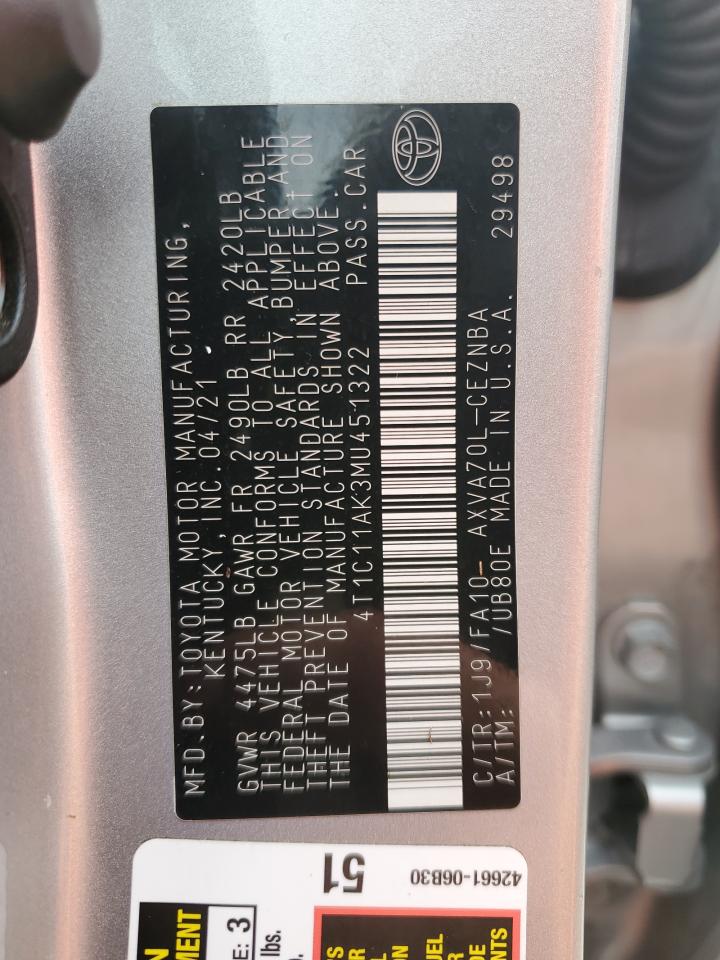 MFD. BY: TOYOTA MOTOR MANUFACTURING,
KENTUCKY, INC. 04/21
GVWR 4475LB GAWR FR 2490LB RR 2420LB
THIS VEHICLE CONFORMS TO ALL APPLICABLE
FEDERAL MOTOR VEHICLE SAFETY, BUMPER AND
THEFT PREVENTION STANDARDS IN EFFECT ON
THE DATE OF MANUFACTURE SHOWN ABOVE.
4T1C11AK3MU451322 PASS. CAR
C/TR: 1J9/FA10 AXVA70L-CEZNBA
A/TM: /UB80E MADE IN U.S.A. 29498
51
42661-06B30
3
lbs.